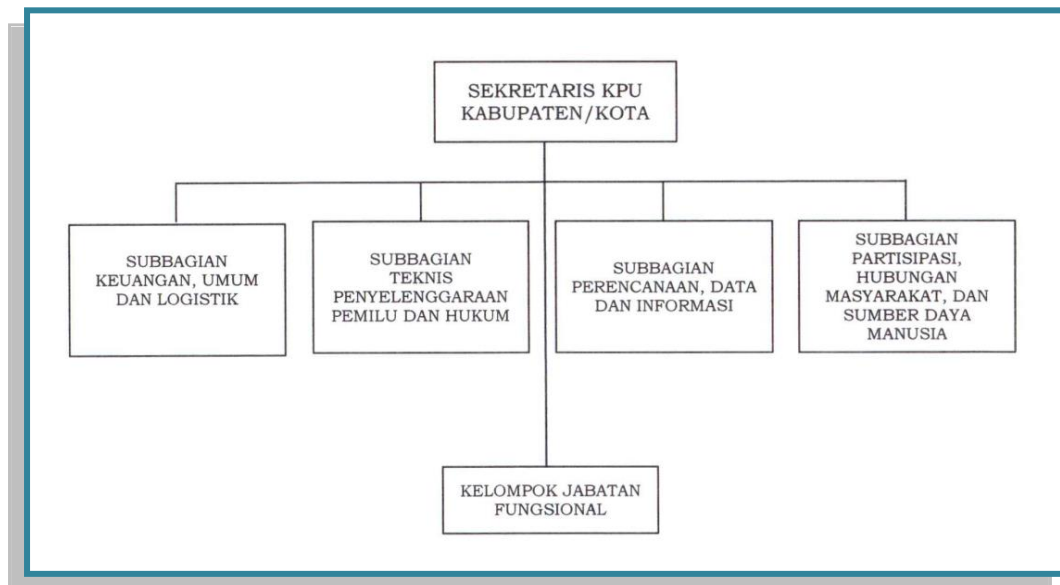 SEKRETARIS KPU
KABUPATEN/KOTA
SUBBAGIAN
KEUANGAN, UMUM
DAN LOGISTIK
SUBBAGIAN
TEKNIS
PENYELENGGARAAN
PEMILU DAN HUKUM
SUBBAGIAN
PERENCANAAN, DATA
DAN INFORMASI
SUBBAGIAN
PARTISIPASI,
HUBUNGAN
MASYARAKAT, DAN
SUMBER DAYA
MANUSIA
KELOMPOK JABATAN
FUNGSIONAL